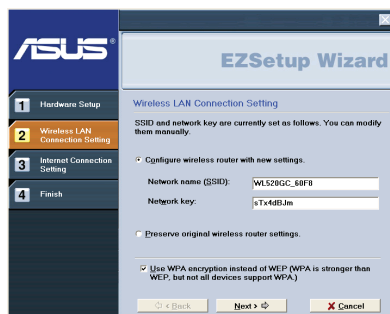 ASUS®
EZSetup Wizard
1 Hardware Setup
2 Wireless LAN
Connection Setting
3 Internet Connection
Setting
4 Finish
Wireless LAN Connection Setting
SSID and network key are currently set as follows. You can modify
them manually.
Configure wireless router with new settings.
Network name (SSID): WL520GC_60F8
Network key: sTx4dBJm
Preserve original wireless router settings.
Use WPA encryption instead of WEP (WPA is stronger than
WEP, but not all devices support WPA.)
< Back Next > Cancel